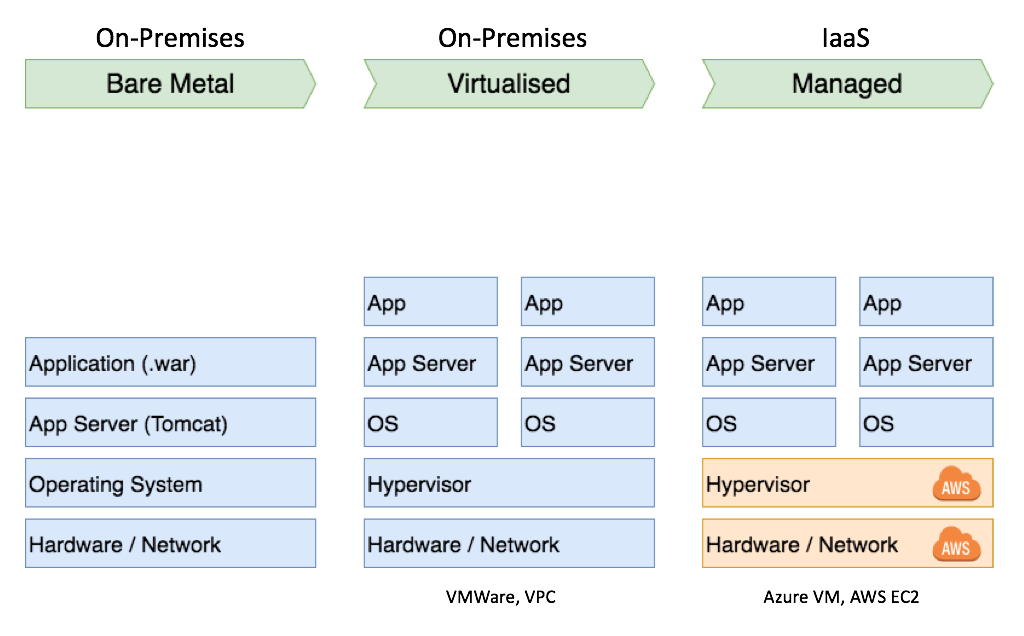 On-Premises
On-Premises
IaaS
Bare Metal
Virtualised
Managed
App
App
App
App
Application (.war)
App Server
App Server
App Server
App Server
App Server (Tomcat)
OS
OS
OS
OS
Operating System
Hypervisor
Hypervisor
AWS
Hardware / Network
Hardware / Network
Hardware / Network
AWS
VMWare, VPC
Azure VM, AWS EC2